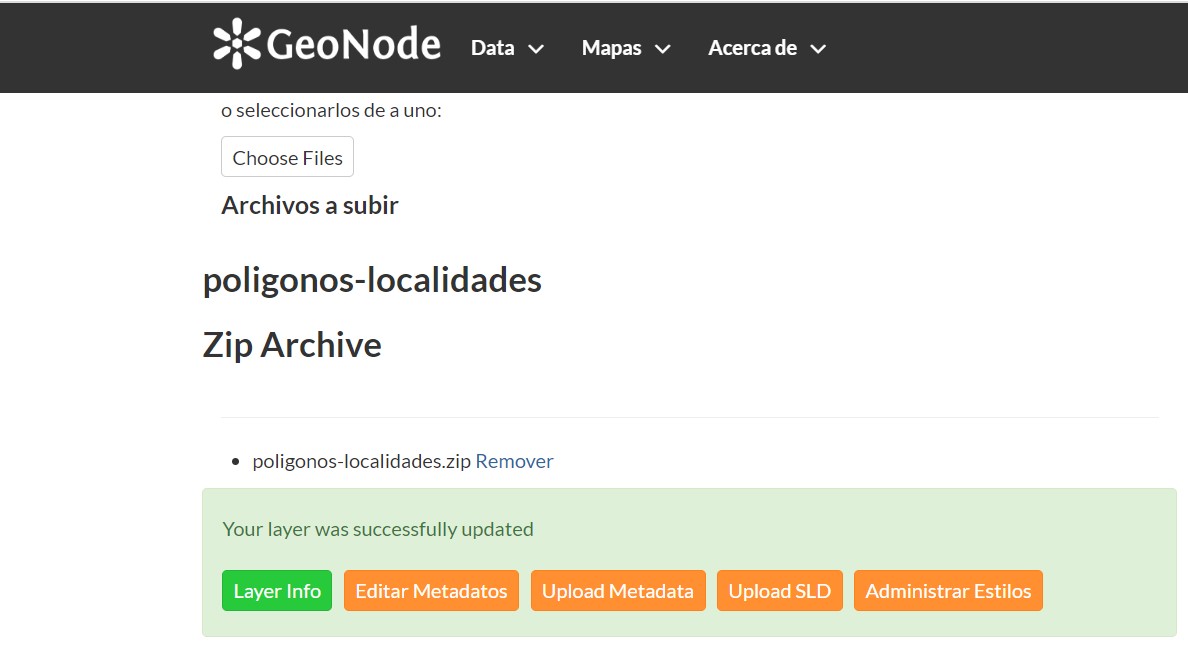 GeoNode Data Mapas Acerca de
o seleccionarlos de a uno:
Choose Files
Archivos a subir
poligonos-localidades
Zip Archive
poligonos-localidades.zip Remover
Your layer was successfully updated
Layer Info Editar Metadatos Upload Metadata Upload SLD Administrar Estilos